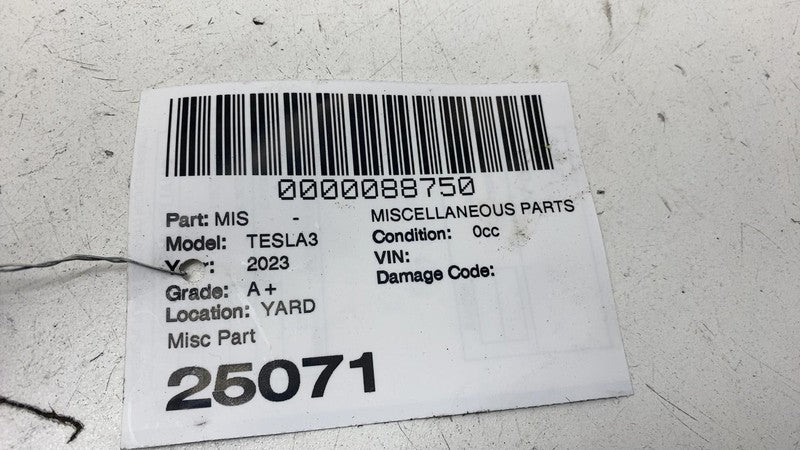 0000088750
Part: MIS - MISCELLANEOUS PARTS
Model: TESLA3 Condition: 0cc
Year: 2023 VIN:
Grade: A+ Damage Code:
Location: YARD
Misc Part
25071